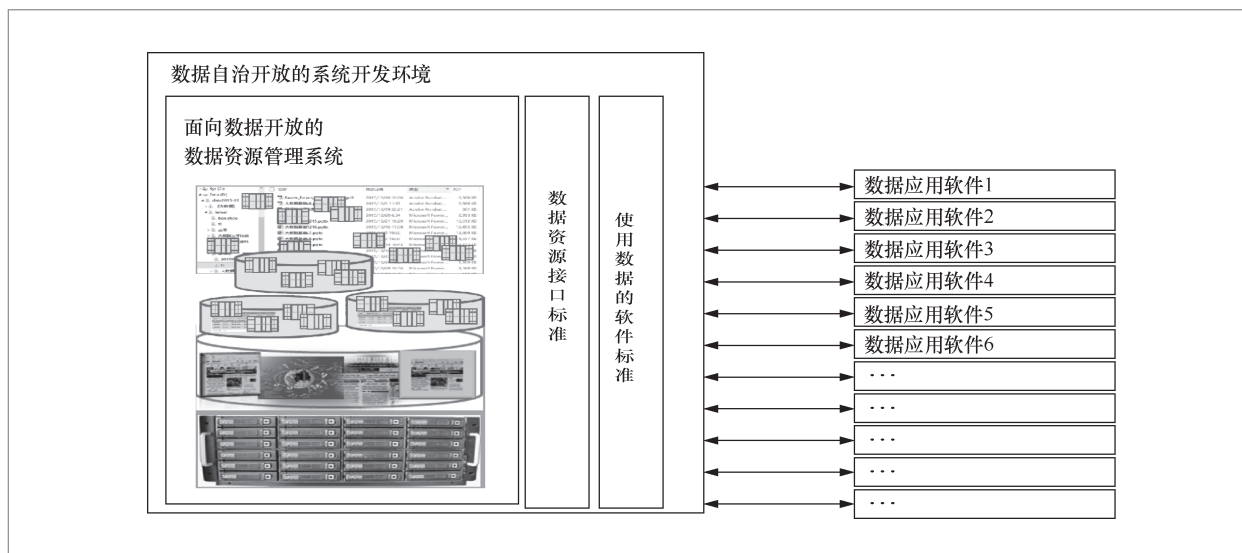 数据自治开放的系统开发环境
面向数据开放的
数据资源管理系统
数据资源接口标准
使用数据的软件标准
数据应用软件1
数据应用软件2
数据应用软件3
数据应用软件4
数据应用软件5
数据应用软件6
...
...
...
...
...